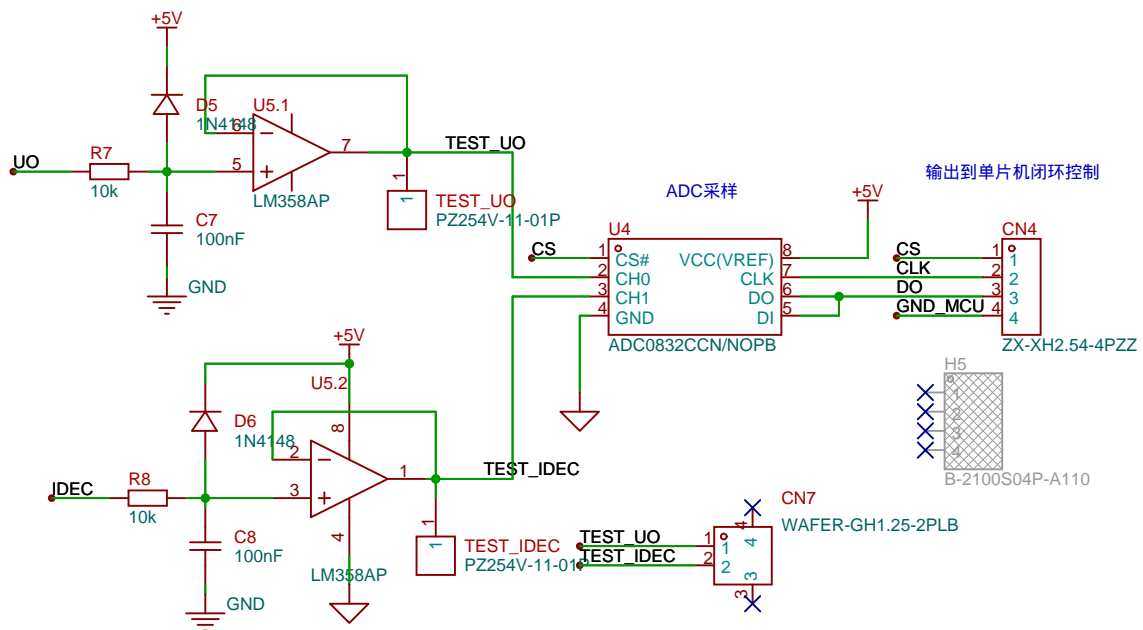 +5V
D5
1N4148
U5.1
6
7
5
LM358AP
UO
R7
10k
C7
100nF
GND
TEST_UO
1
1
TEST_UO
PZ254V-11-01P
ADC采样
+5V
输出到单片机闭环控制
U4
CS
1
CS#
VCC(VREF)
8
2
CH0
CLK
7
3
CH1
DO
6
4
GND
DI
5
ADC0832CCN/NOPB
CN4
CS
1
1
CLK
2
2
DO
3
3
GND_MCU
4
4
ZX-XH2.54-4PZZ
H5
1
2
3
4
B-2100S04P-A110
+5V
U5.2
D6
1N4148
8
2
1
3
4
LM358AP
IDEC
R8
10k
C8
100nF
GND
TEST_IDEC
1
1
TEST_IDEC
PZ254V-11-01P
CN7
WAFER-GH1.25-2PLB
4
4
TEST_UO
1
1
TEST_IDEC
2
2
3
3